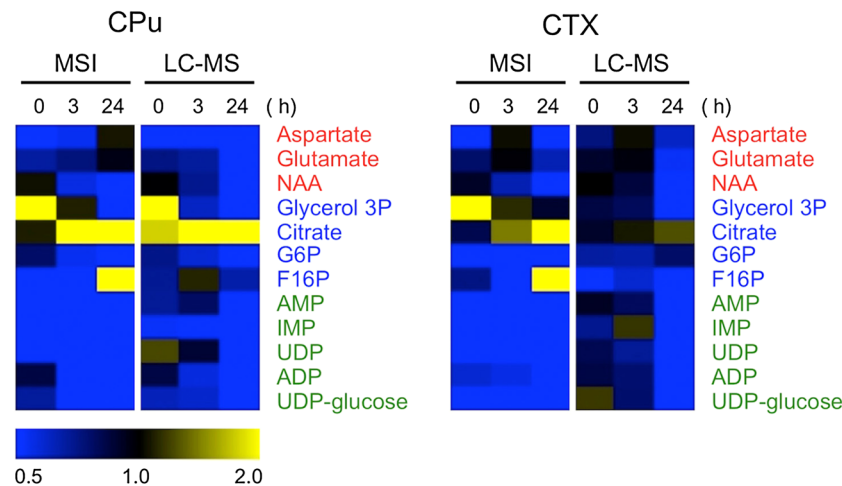 CPu CTX
MSI LC-MS MSI LC-MS
0 3 24 0 3 24 ( h) 0 3 24 0 3 24 ( h)
Aspartate Aspartate
Glutamate Glutamate
NAA NAA
Glycerol 3P Glycerol 3P
Citrate Citrate
G6P G6P
F16P F16P
AMP AMP
IMP IMP
UDP UDP
ADP ADP
UDP-glucose UDP-glucose
0.5 1.0 2.0